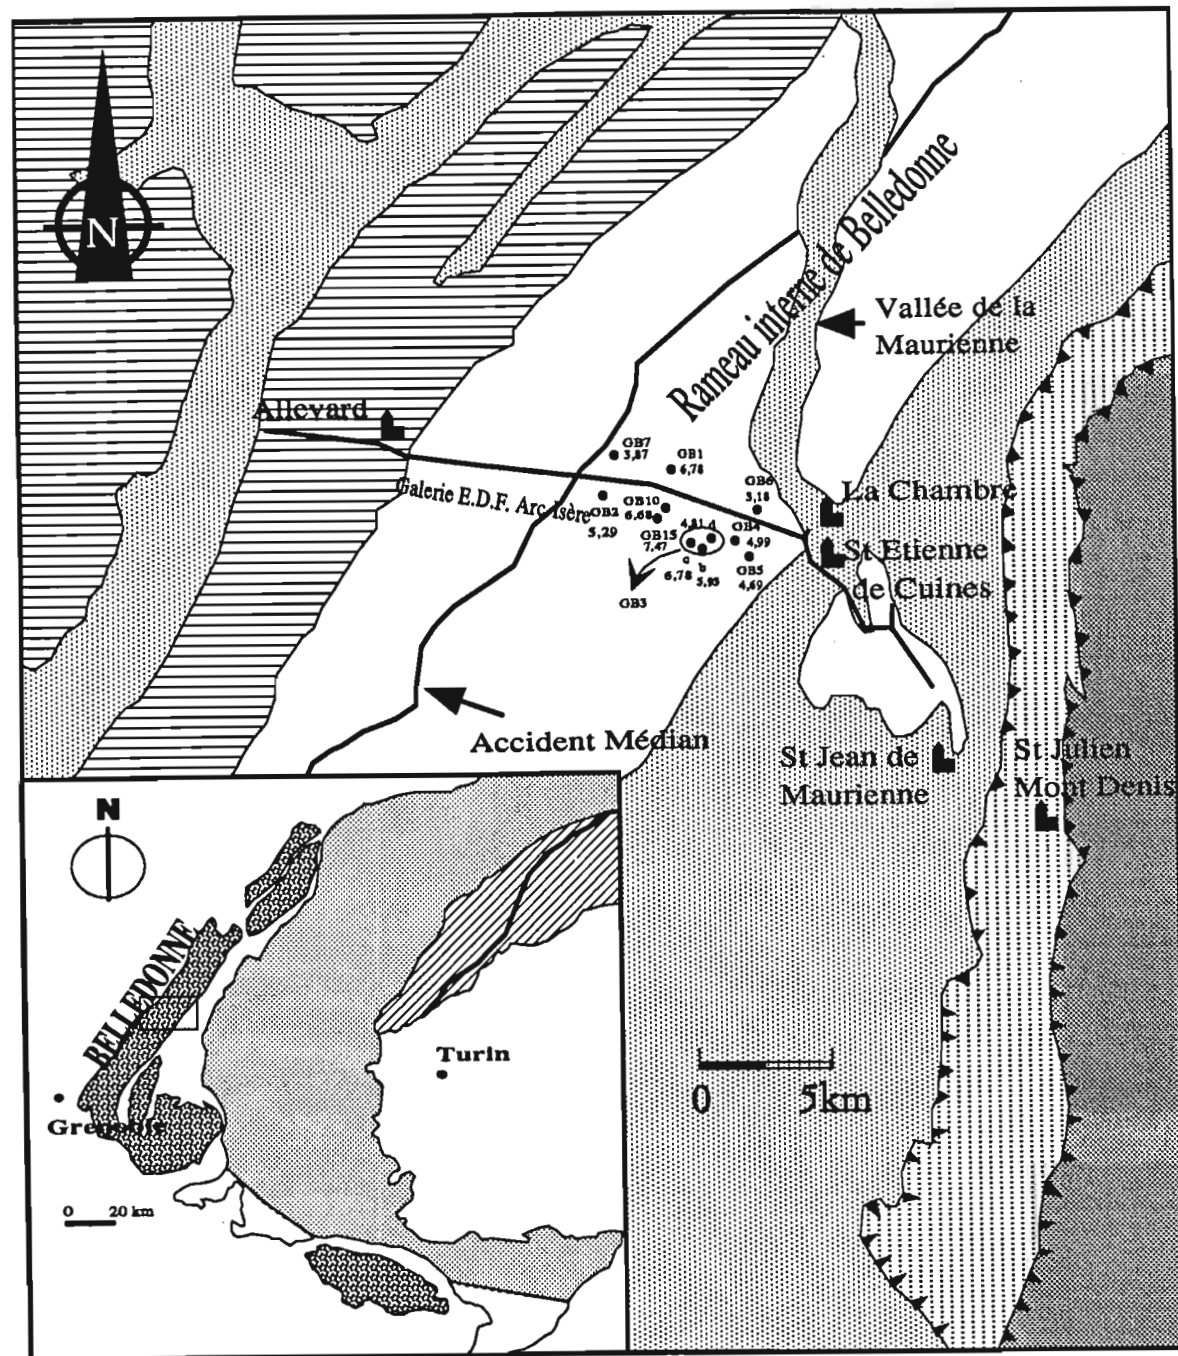 N
Rameau interne de Belledonne
Vallée de la
Maurienne
Allevard
Galerie E.D.F. Arc-Isère
GB7
3,87
GB1
6,78
GB6
3,18
GB2
5,29
GB10
6,68
GB15
7,47
4,81 d
GB4
4,99
GB5
4,69
c
6,78
b
5,95
GB3
La Chambre
St Etienne
de Cuines
Accident Médian
St Jean de
Maurienne
St Julien
Mont Denis
0 5km
N
BELLEDONNE
Turin
Grenoble
0 20 km